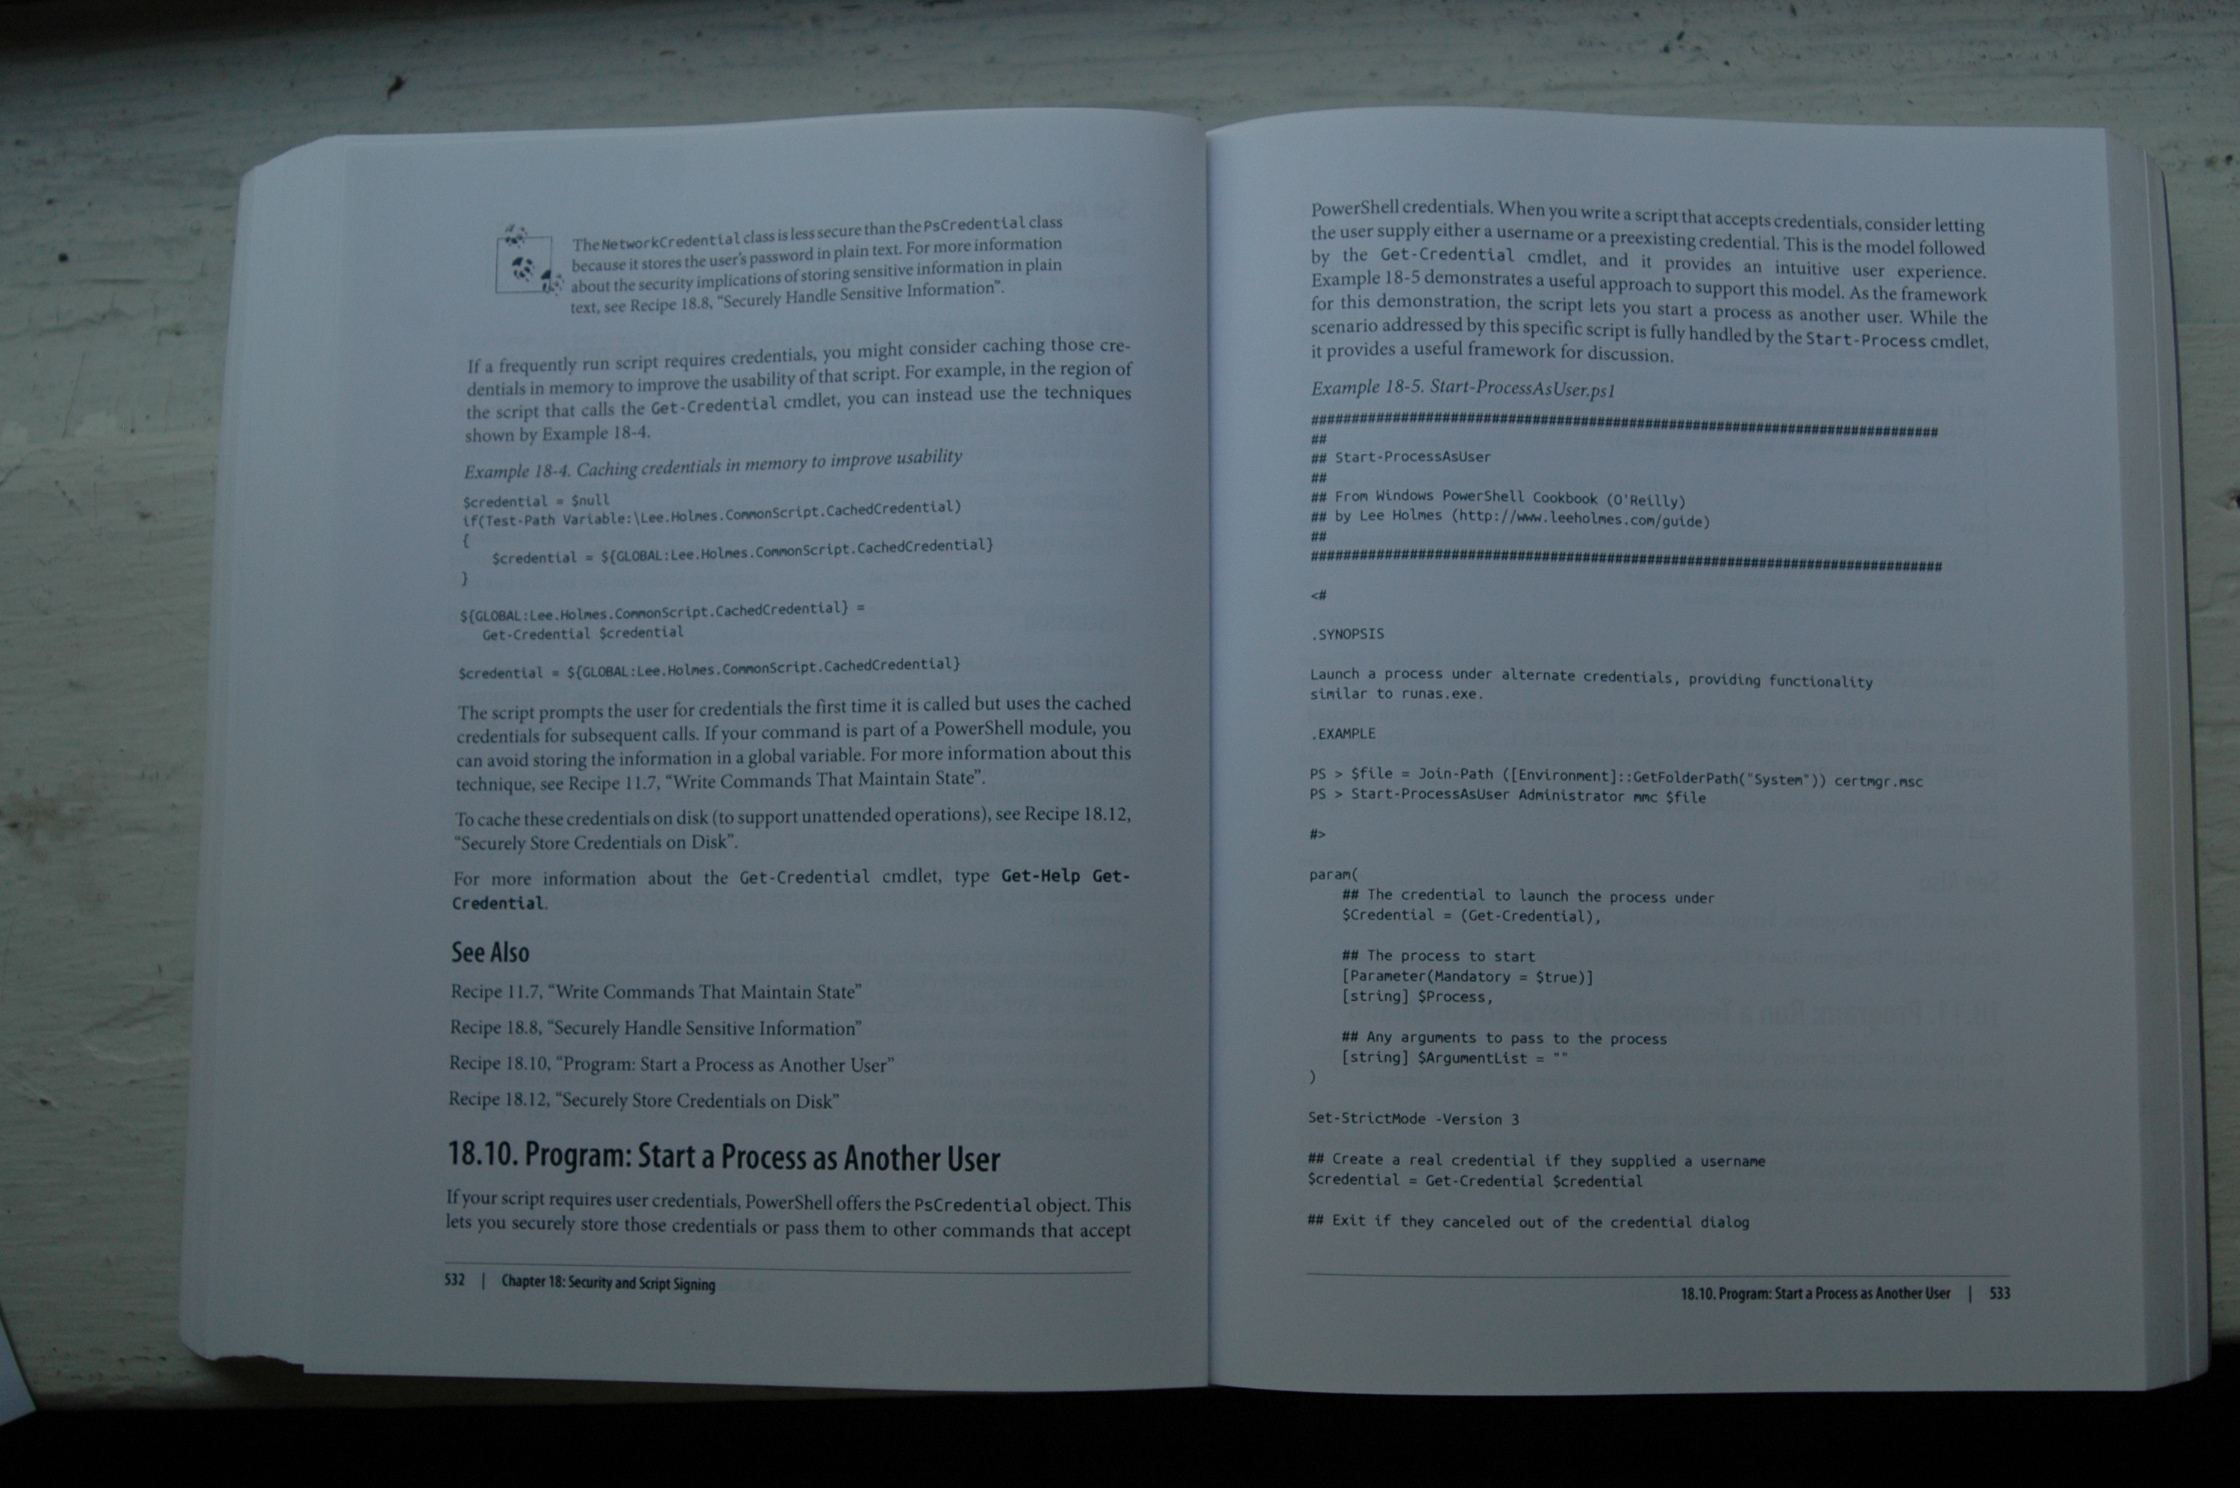 The NetworkCredential class is less secure than the PsCredential class
because it stores the user's password in plain text. For more information
about the security implications of storing sensitive information in plain
text, see Recipe 18.8, “Securely Handle Sensitive Information”.
If a frequently run script requires credentials, you might consider caching those cre-
dentials in memory to improve the usability of that script. For example, in the region of
the script that calls the Get-Credential cmdlet, you can instead use the techniques
shown by Example 18-4.
Example 18-4. Caching credentials in memory to improve usability
$credential = $null
if(Test-Path Variable:\Lee.Holmes.CommonScript.CachedCredential)
{
    $credential = ${GLOBAL:Lee.Holmes.CommonScript.CachedCredential}
}
${GLOBAL:Lee.Holmes.CommonScript.CachedCredential} =
   Get-Credential $credential
$credential = ${GLOBAL:Lee.Holmes.CommonScript.CachedCredential}
The script prompts the user for credentials the first time it is called but uses the cached
credentials for subsequent calls. If your command is part of a PowerShell module, you
can avoid storing the information in a global variable. For more information about this
technique, see Recipe 11.7, “Write Commands That Maintain State”.
To cache these credentials on disk (to support unattended operations), see Recipe 18.12,
“Securely Store Credentials on Disk”.
For more information about the Get-Credential cmdlet, type Get-Help Get-
Credential.
See Also
Recipe 11.7, “Write Commands That Maintain State”
Recipe 18.8, “Securely Handle Sensitive Information”
Recipe 18.10, “Program: Start a Process as Another User”
Recipe 18.12, “Securely Store Credentials on Disk”
18.10. Program: Start a Process as Another User
If your script requires user credentials, PowerShell offers the PsCredential object. This
lets you securely store those credentials or pass them to other commands that accept
532 | Chapter 18: Security and Script Signing
PowerShell credentials. When you write a script that accepts credentials, consider letting
the user supply either a username or a preexisting credential. This is the model followed
by the Get-Credential cmdlet, and it provides an intuitive user experience.
Example 18-5 demonstrates a useful approach to support this model. As the framework
for this demonstration, the script lets you start a process as another user. While the
scenario addressed by this specific script is fully handled by the Start-Process cmdlet,
it provides a useful framework for discussion.
Example 18-5. Start-ProcessAsUser.ps1
##############################################################################
##
## Start-ProcessAsUser
##
## From Windows PowerShell Cookbook (O'Reilly)
## by Lee Holmes (http://www.leeholmes.com/guide)
##
##############################################################################
<#
.SYNOPSIS
Launch a process under alternate credentials, providing functionality
similar to runas.exe.
.EXAMPLE
PS > $file = Join-Path ([Environment]::GetFolderPath("System")) certmgr.msc
PS > Start-ProcessAsUser Administrator mmc $file
#>
param(
    ## The credential to launch the process under
    $Credential = (Get-Credential),
    ## The process to start
    [Parameter(Mandatory = $true)]
    [string] $Process,
    ## Any arguments to pass to the process
    [string] $ArgumentList = ""
)
Set-StrictMode -Version 3
## Create a real credential if they supplied a username
$credential = Get-Credential $credential
## Exit if they canceled out of the credential dialog
18.10. Program: Start a Process as Another User | 533